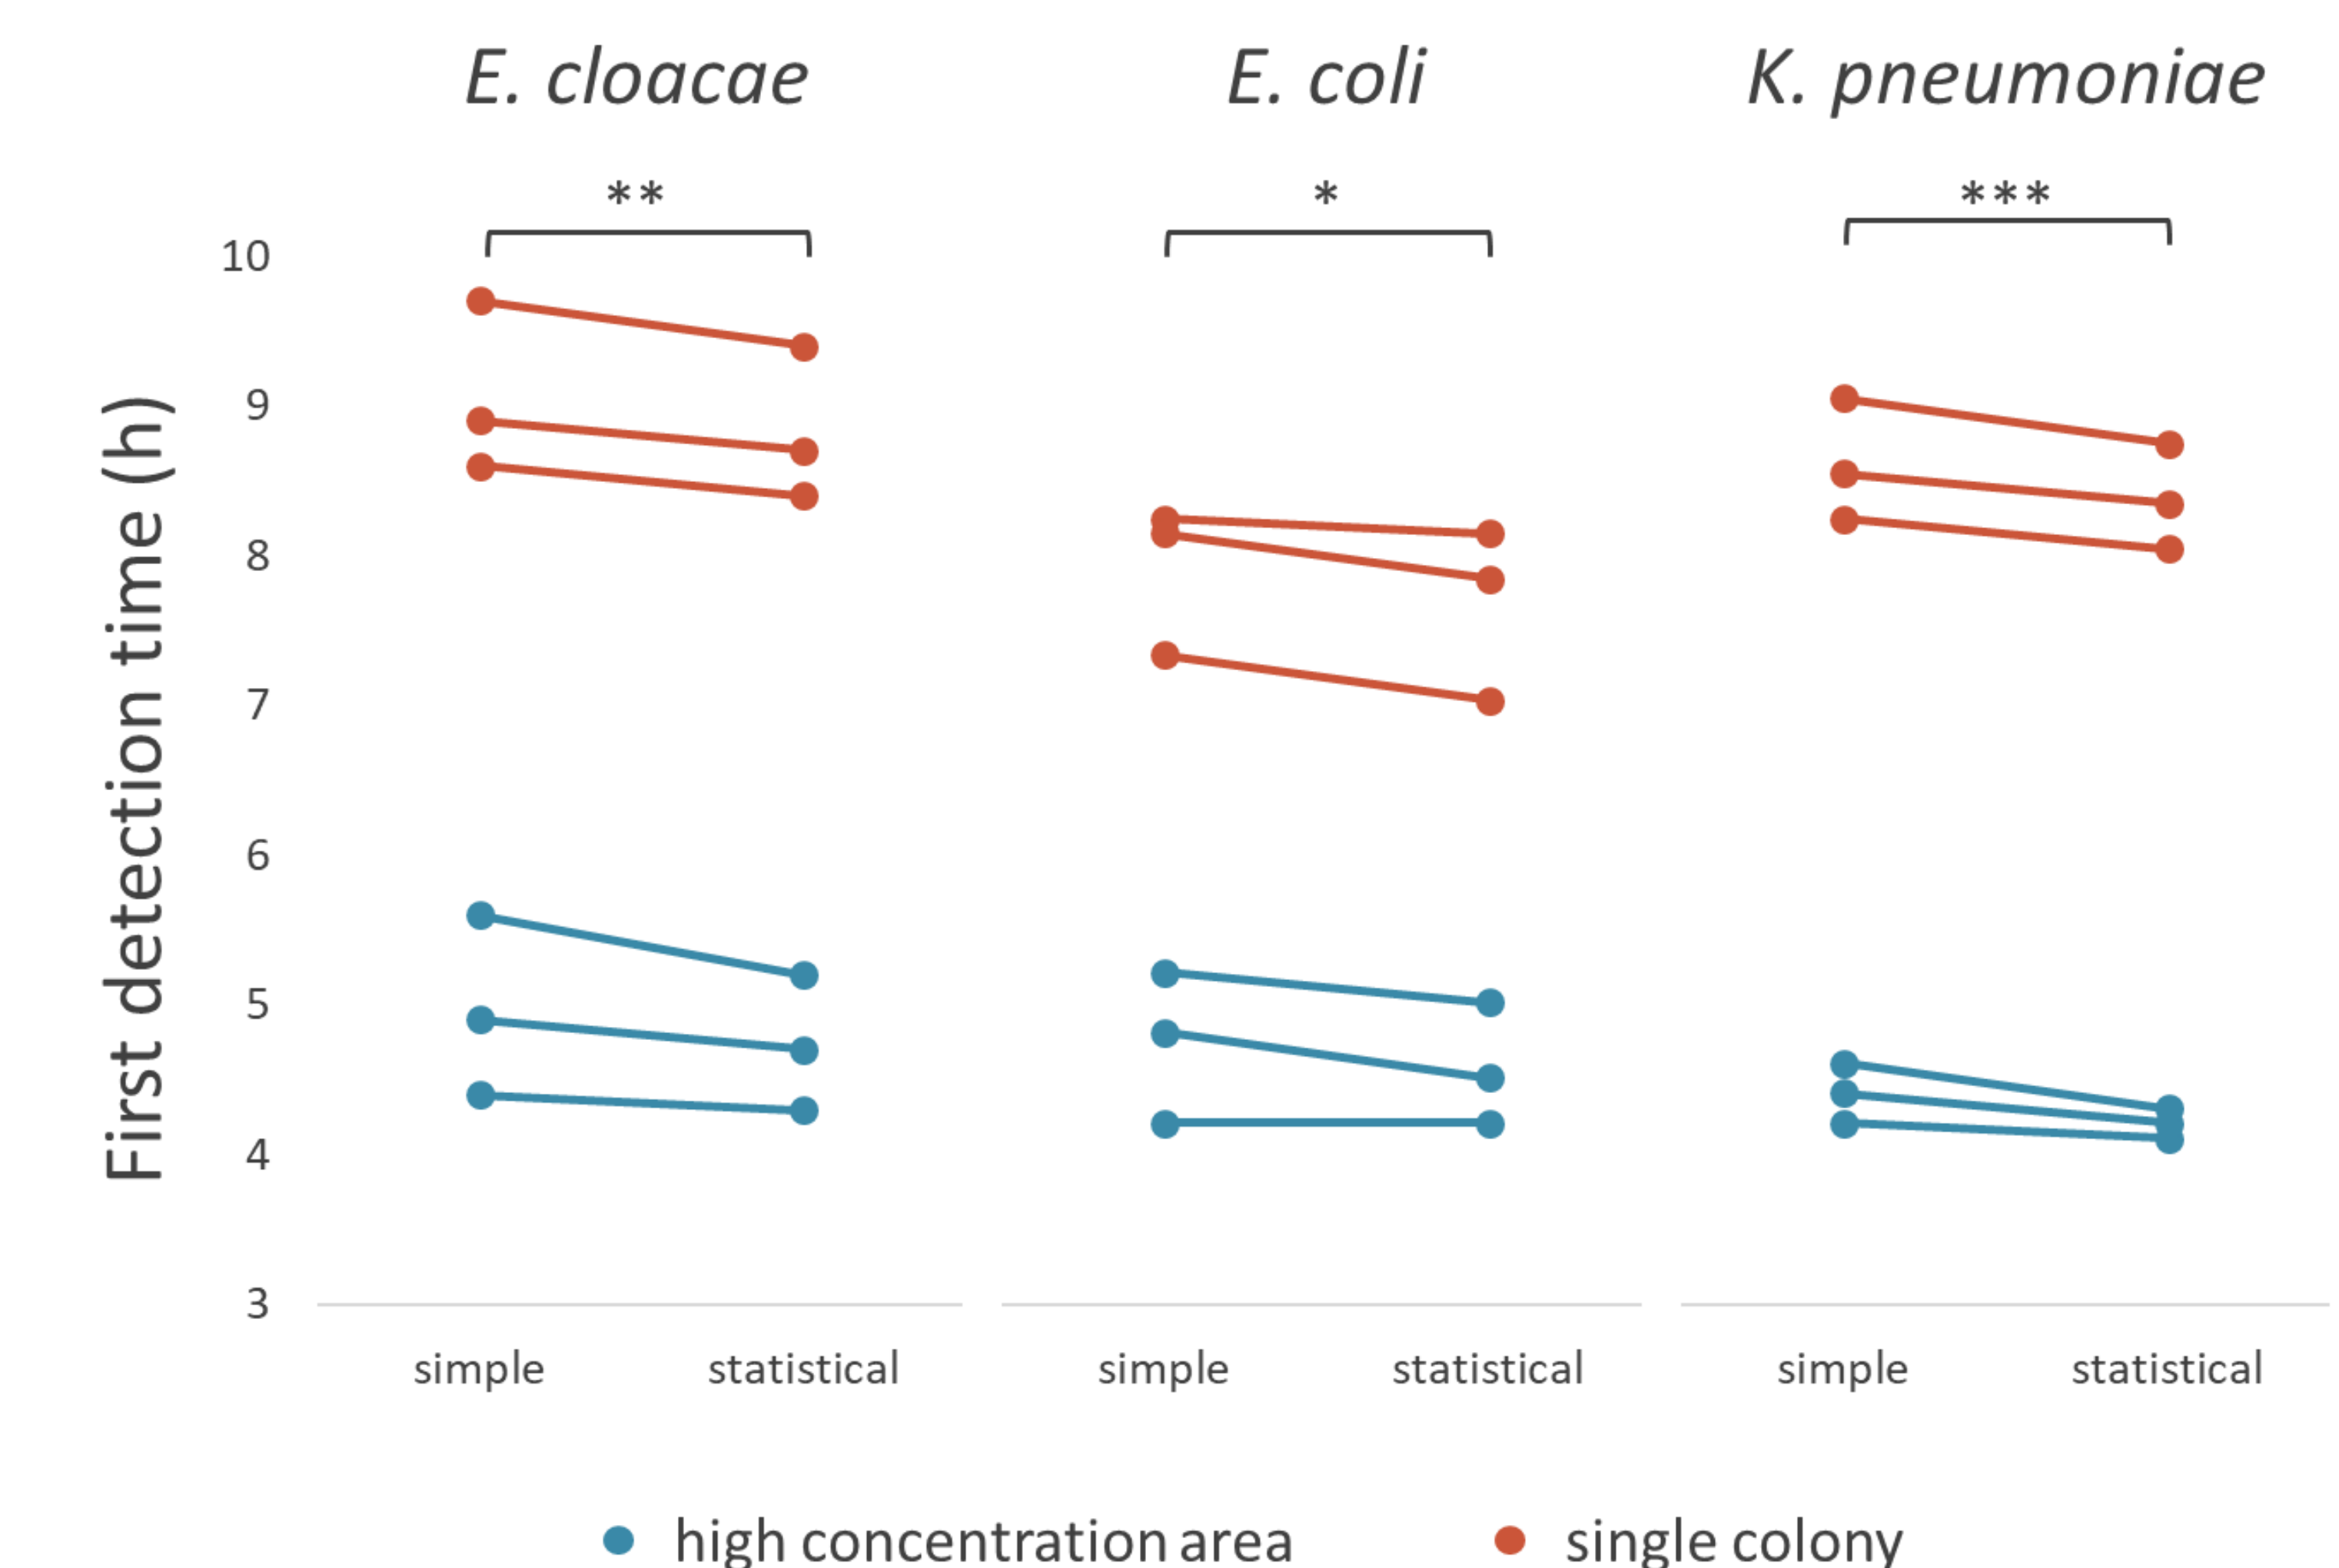 E. cloacae E. coli K. pneumoniae
** * ***
10
9
8
7
6
5
4
3
First detection time (h)
simple statistical simple statistical simple statistical
high concentration area single colony